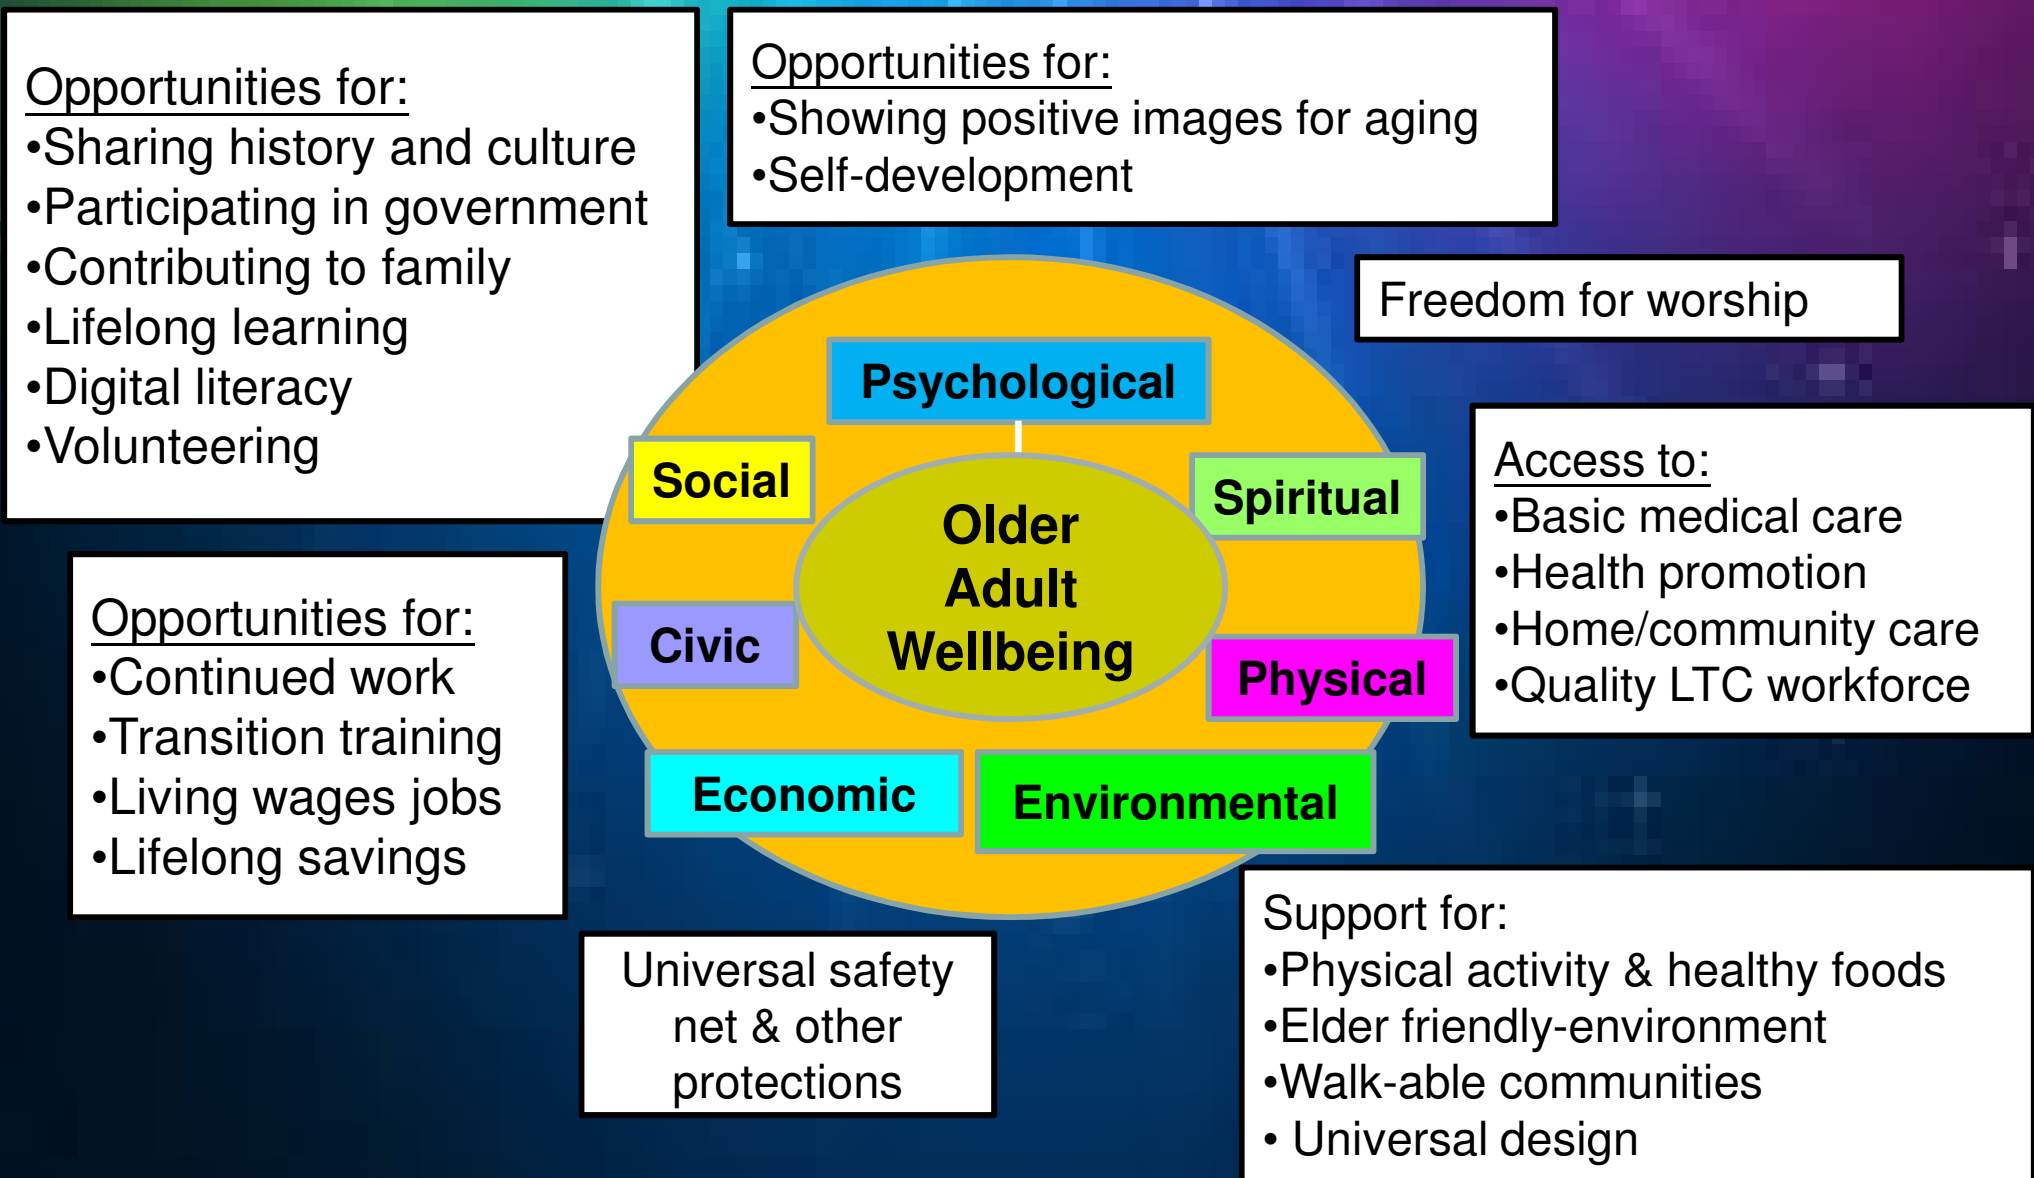 Opportunities for:
•Sharing history and culture
•Participating in government
•Contributing to family
•Lifelong learning
•Digital literacy
•Volunteering
Opportunities for:
•Showing positive images for aging
•Self-development
Freedom for worship
Psychological
Social
Spiritual
Older
Adult
Wellbeing
Civic
Physical
Economic
Environmental
Access to:
•Basic medical care
•Health promotion
•Home/community care
•Quality LTC workforce
Opportunities for:
•Continued work
•Transition training
•Living wages jobs
•Lifelong savings
Universal safety
net & other
protections
Support for:
•Physical activity & healthy foods
•Elder friendly-environment
•Walk-able communities
• Universal design